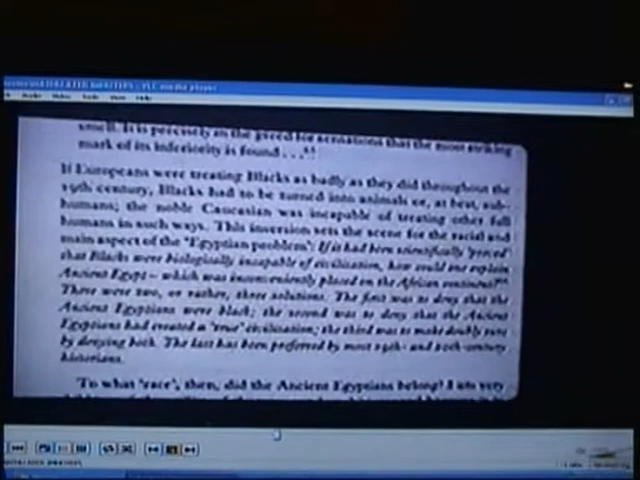 smell. It is precisely in the greed for sensations that the most striking
mark of its inferiority is found . . .
If Europeans were treating Blacks as badly as they did throughout the
19th century, Blacks had to be turned into animals or, at best, sub-
humans; the noble Caucasian was incapable of treating other full
humans in such ways. This inversion sets the scene for the racial and
main aspect of the 'Egyptian problem': If it had been scientifically 'proved'
that Blacks were biologically incapable of civilisation, how could one explain
Ancient Egypt – which was inconveniently placed on the African continent?
There were two, or rather, three solutions. The first was to deny that the
Ancient Egyptians were black; the second was to deny that the Ancient
Egyptians had created a 'true' civilisation; the third was to make doubly sure
by denying both. The last has been preferred by most 19th- and 20th-century
historians.
To what 'race', then, did the Ancient Egyptians belong? I am very